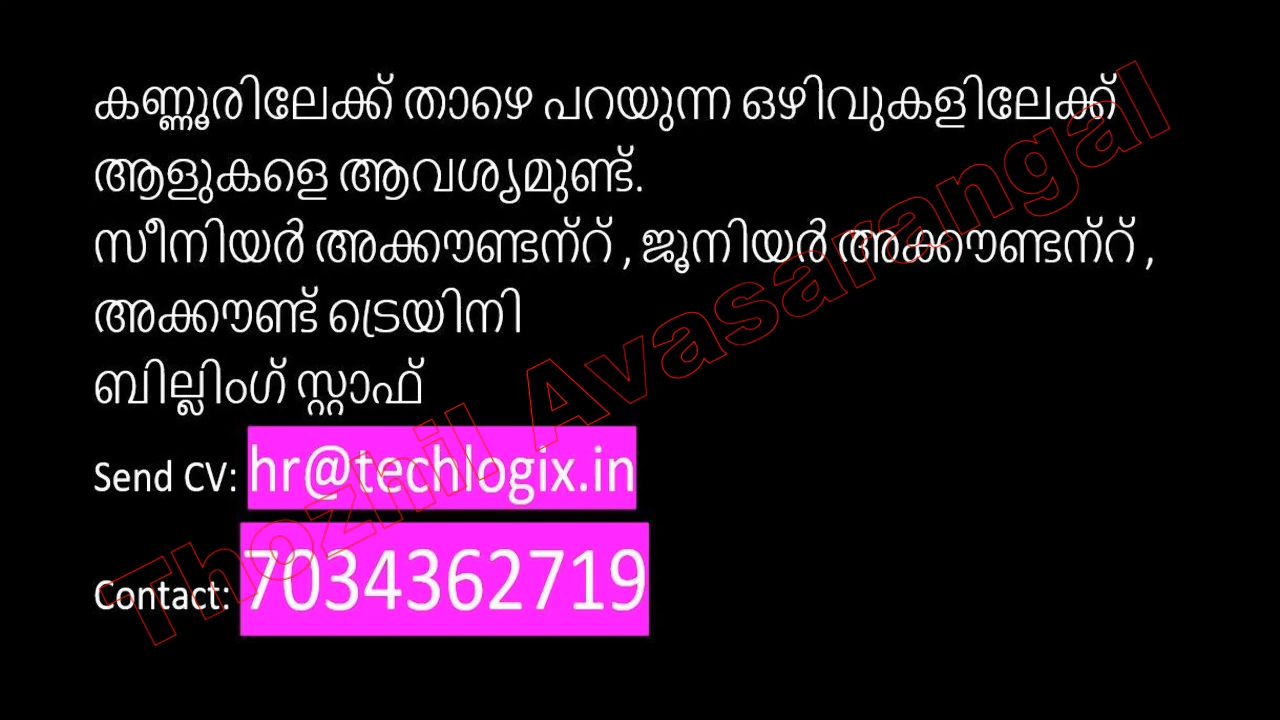 കണ്ണൂരിലേക്ക് താഴെ പറയുന്ന ഒഴിവുകളിലേക്ക്
ആളുകളെ ആവശ്യമുണ്ട്.
സീനിയർ അക്കൗണ്ടന്റ് , ജൂനിയർ അക്കൗണ്ടന്റ് ,
അക്കൗണ്ട് ട്രെയിനി
ബില്ലിംഗ് സ്റ്റാഫ്
Send CV: hr@techlogix.in
Contact: 7034362719
Thozhil Avasarangal